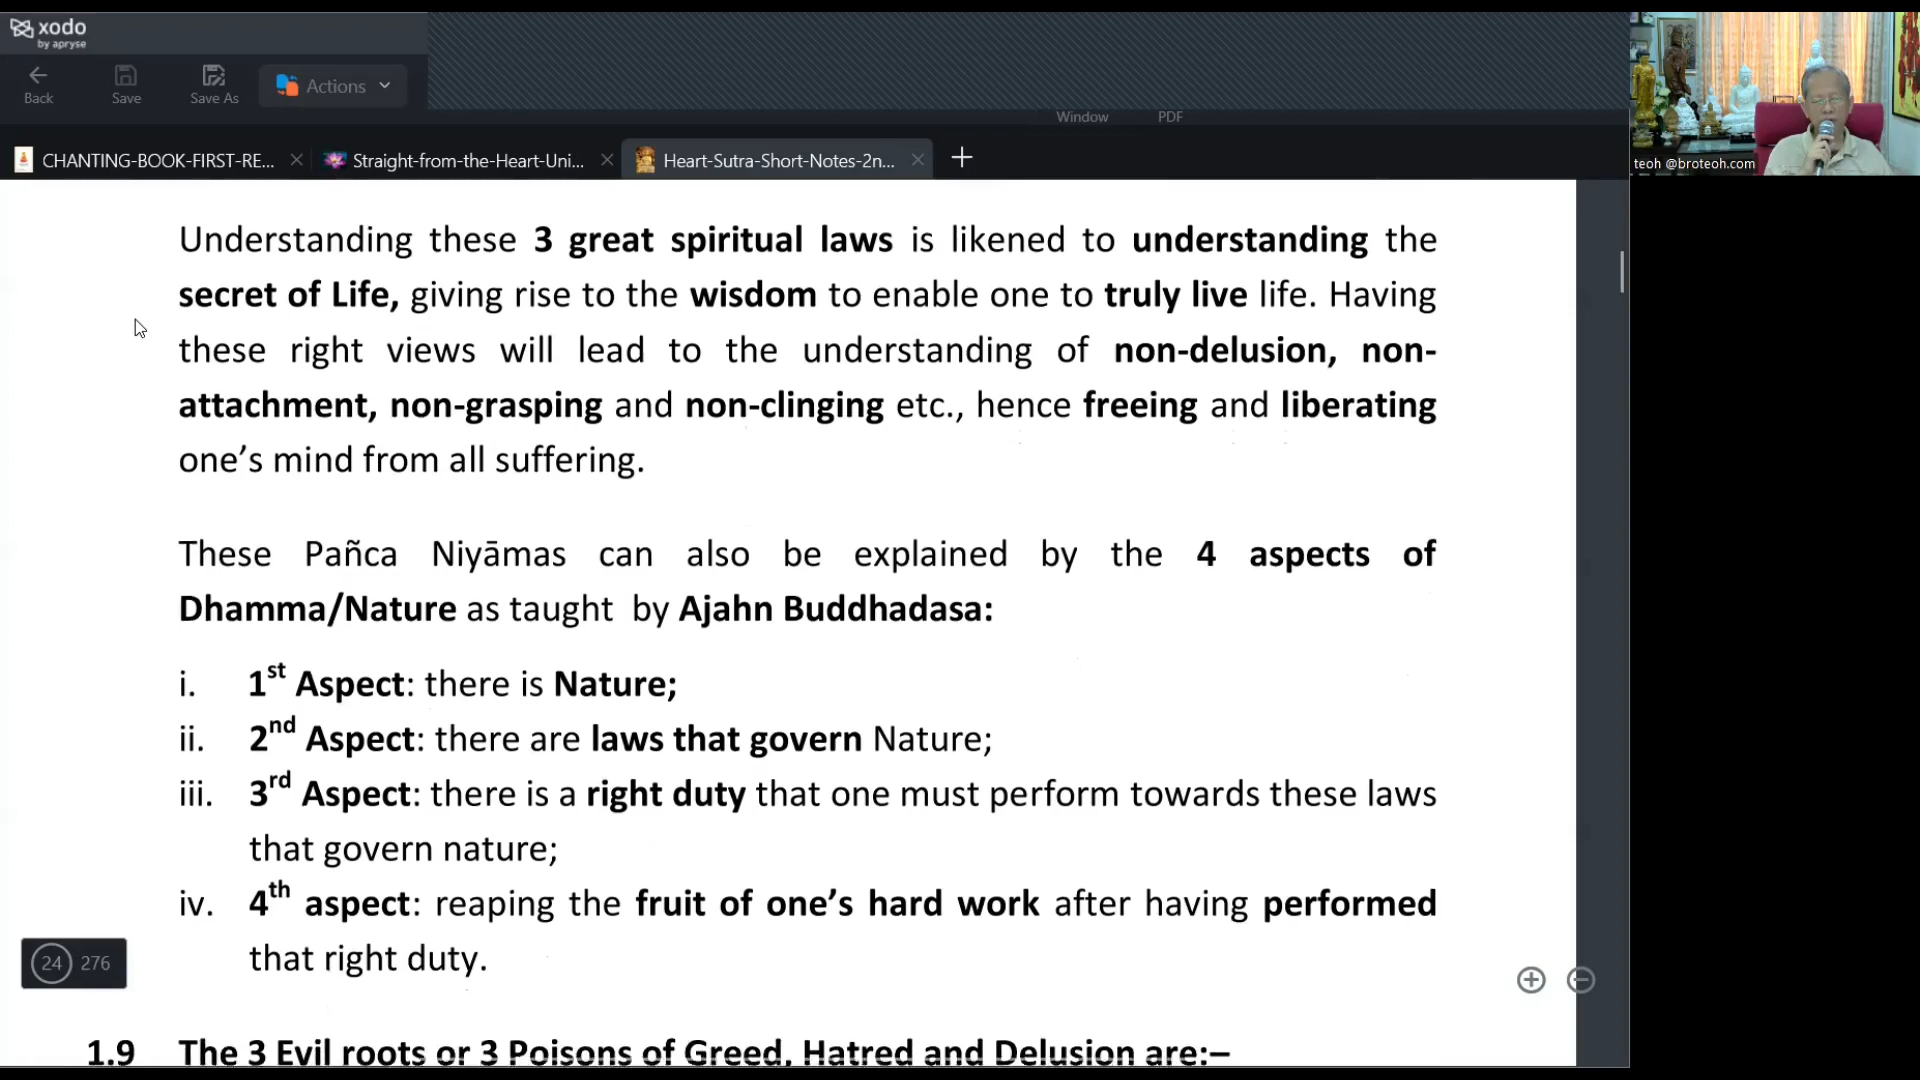 xodo
by apryse
Back
Save
Save As
Actions
Window
PDF
CHANTING-BOOK-FIRST-RE...
Straight-from-the-Heart-Uni...
Heart-Sutra-Short-Notes-2n...
teoh @broteoh.com
Understanding these 3 great spiritual laws is likened to understanding the
secret of Life, giving rise to the wisdom to enable one to truly live life. Having
these right views will lead to the understanding of non-delusion, non-
attachment, non-grasping and non-clinging etc., hence freeing and liberating
one’s mind from all suffering.
These Pañca Niyāmas can also be explained by the 4 aspects of
Dhamma/Nature as taught by Ajahn Buddhadasa:
i. 1st Aspect: there is Nature;
ii. 2nd Aspect: there are laws that govern Nature;
iii. 3rd Aspect: there is a right duty that one must perform towards these laws
that govern nature;
iv. 4th aspect: reaping the fruit of one’s hard work after having performed
that right duty.
24 276
1.9 The 3 Evil roots or 3 Poisons of Greed, Hatred and Delusion are:–